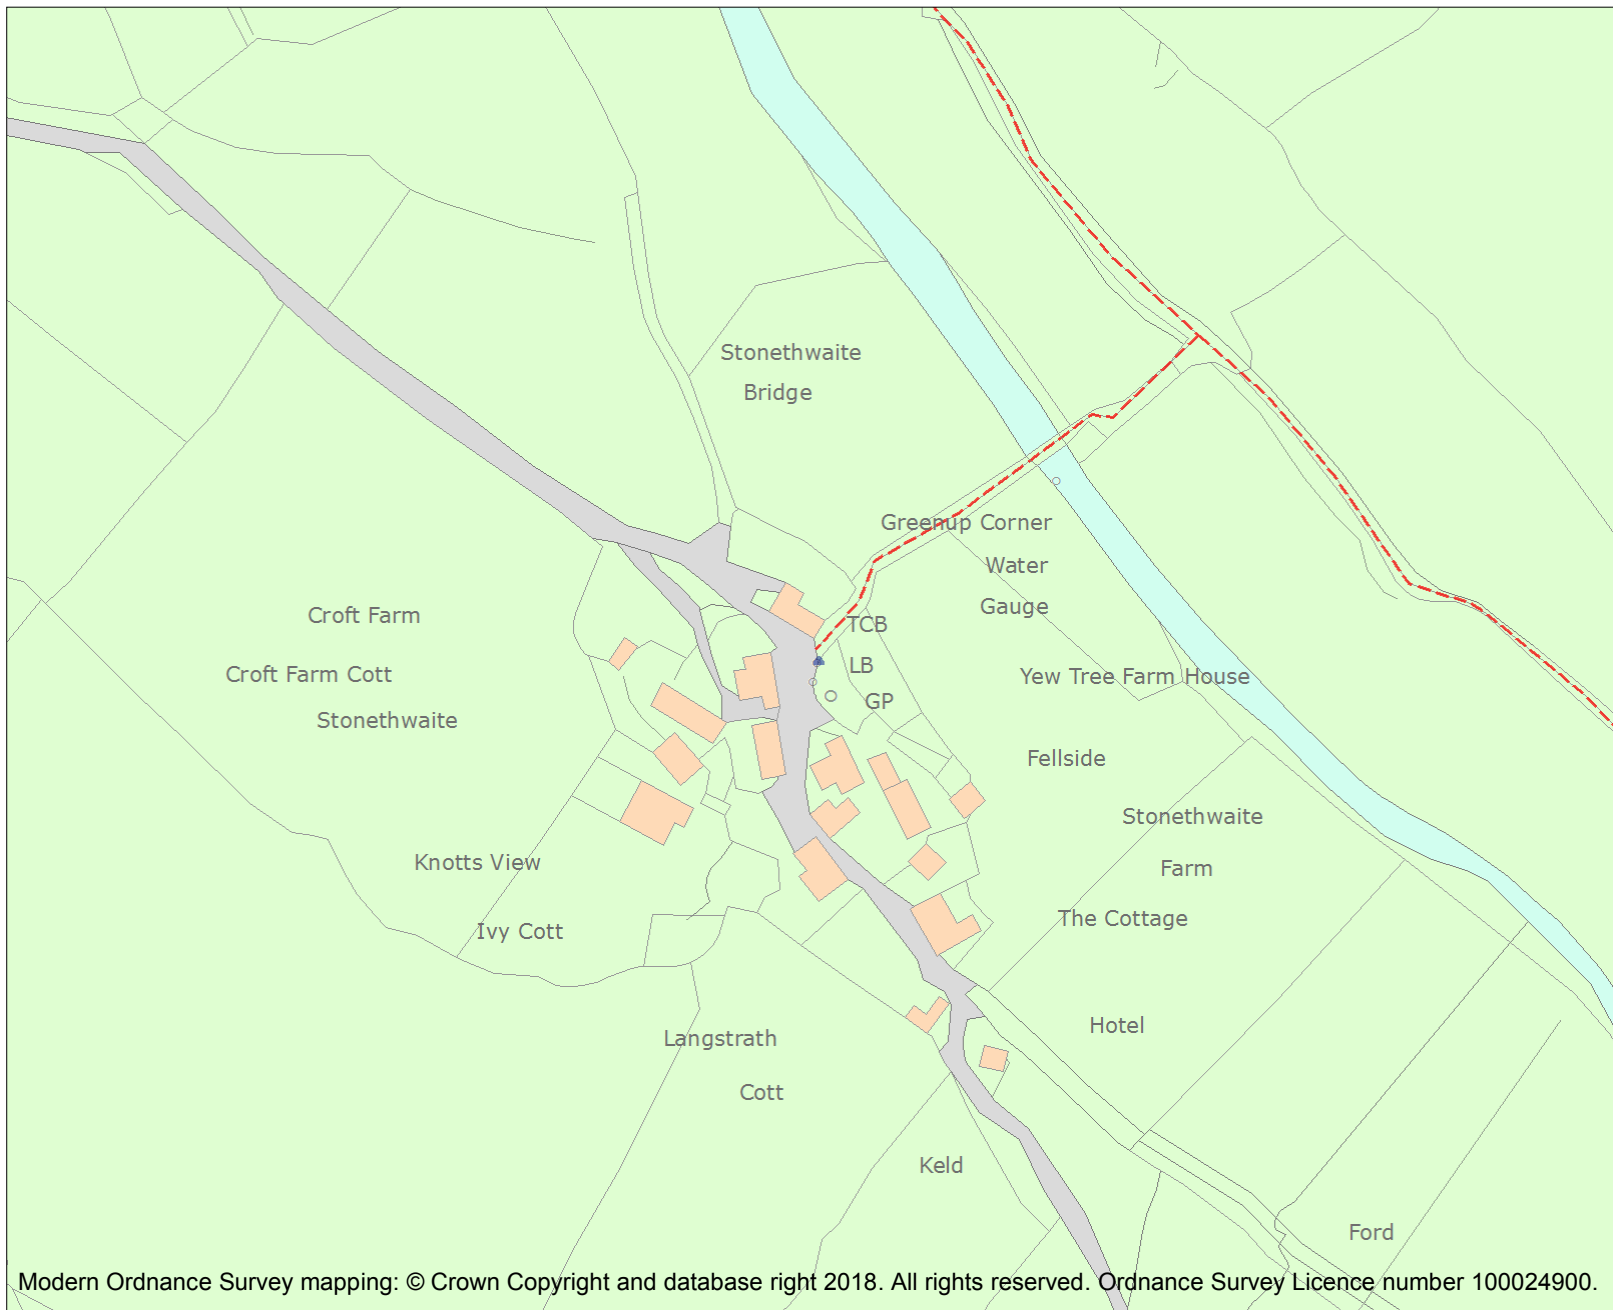 Stonethwaite
Bridge
Greenup Corner
Water
Gauge
Croft Farm
TCB
LB
Croft Farm Cott
Yew Tree Farm House
GP
Stonethwaite
Fellside
Stonethwaite
Farm
Knotts View
The Cottage
Ivy Cott
Hotel
Langstrath
Cott
Keld
Ford
Modern Ordnance Survey mapping: © Crown Copyright and database right 2018. All rights reserved. Ordnance Survey Licence number 100024900.